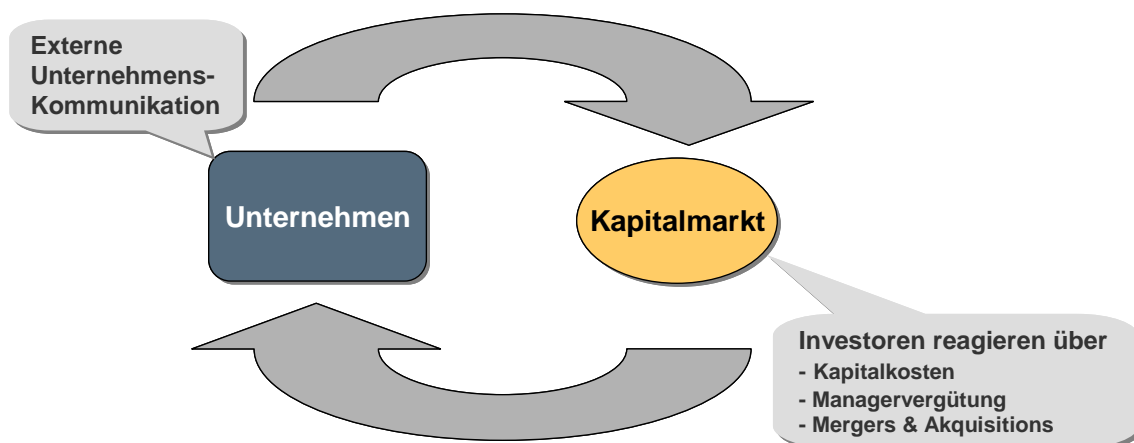 Externe
Unternehmens-
Kommunikation
Unternehmen
Kapitalmarkt
Investoren reagieren über
- Kapitalkosten
- Managervergütung
- Mergers & Akquisitions